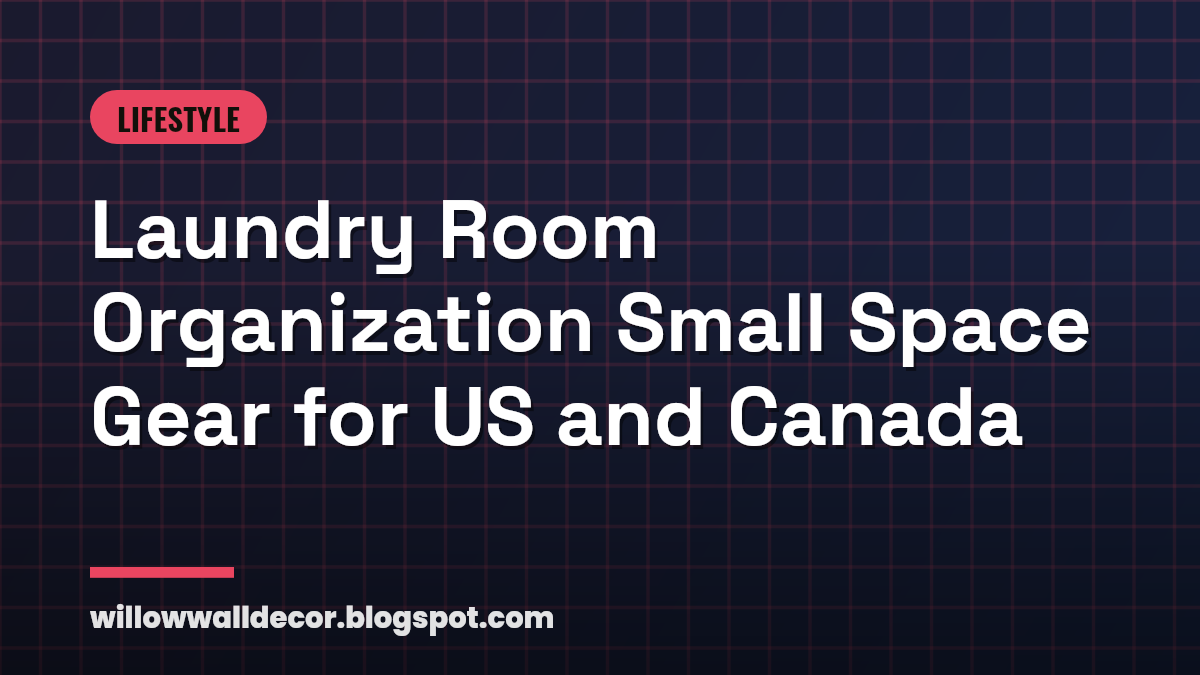 LIFESTYLE
Laundry Room
Organization Small Space
Gear for US and Canada
willowwalldecor.blogspot.com